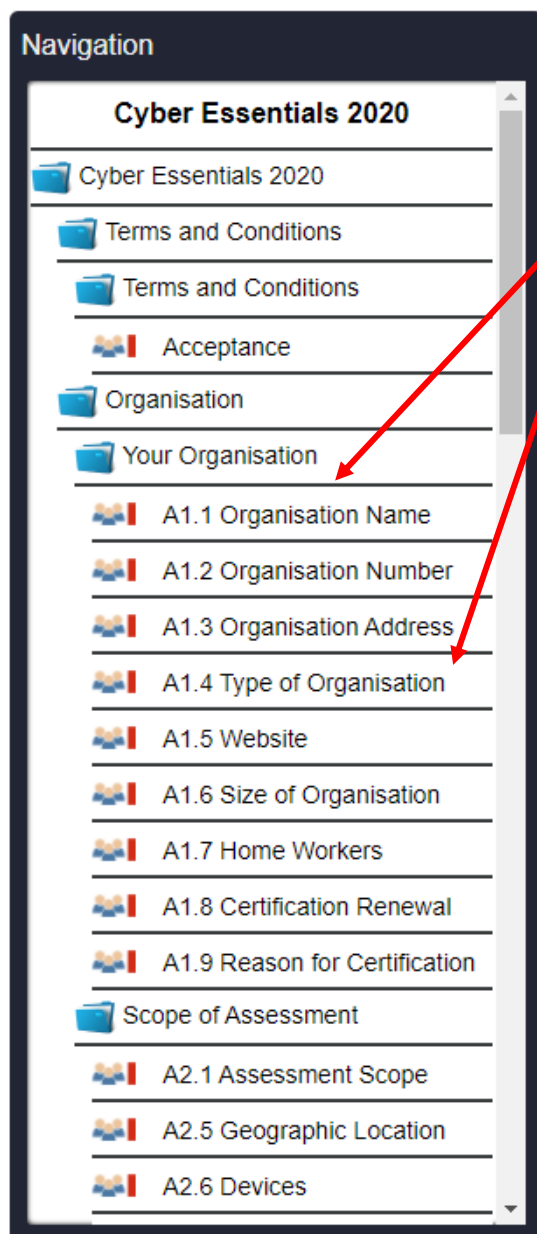 Navigation
Cyber Essentials 2020
Cyber Essentials 2020
Terms and Conditions
Terms and Conditions
Acceptance
Organisation
Your Organisation
A1.1 Organisation Name
A1.2 Organisation Number
A1.3 Organisation Address
A1.4 Type of Organisation
A1.5 Website
A1.6 Size of Organisation
A1.7 Home Workers
A1.8 Certification Renewal
A1.9 Reason for Certification
Scope of Assessment
A2.1 Assessment Scope
A2.5 Geographic Location
A2.6 Devices